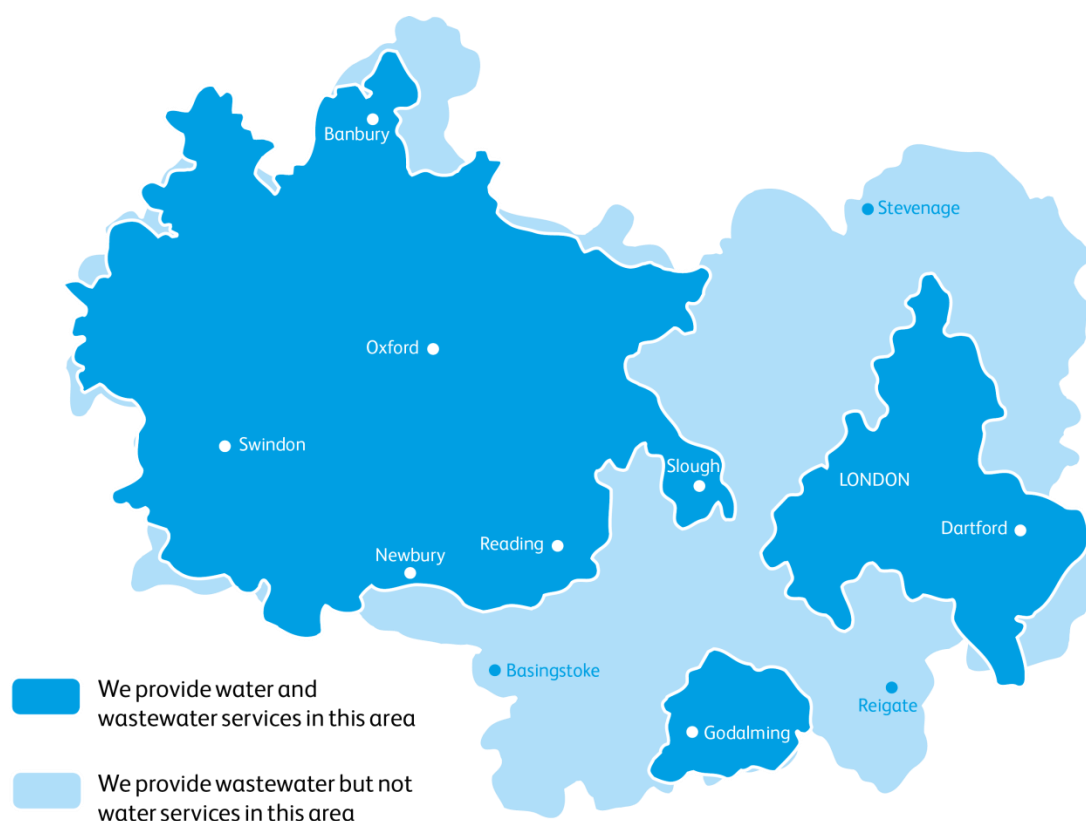 Banbury
Stevenage
Oxford
Swindon
Slough
LONDON
Dartford
Reading
Newbury
Basingstoke
Reigate
Godalming
We provide water and
wastewater services in this area
We provide wastewater but not
water services in this area